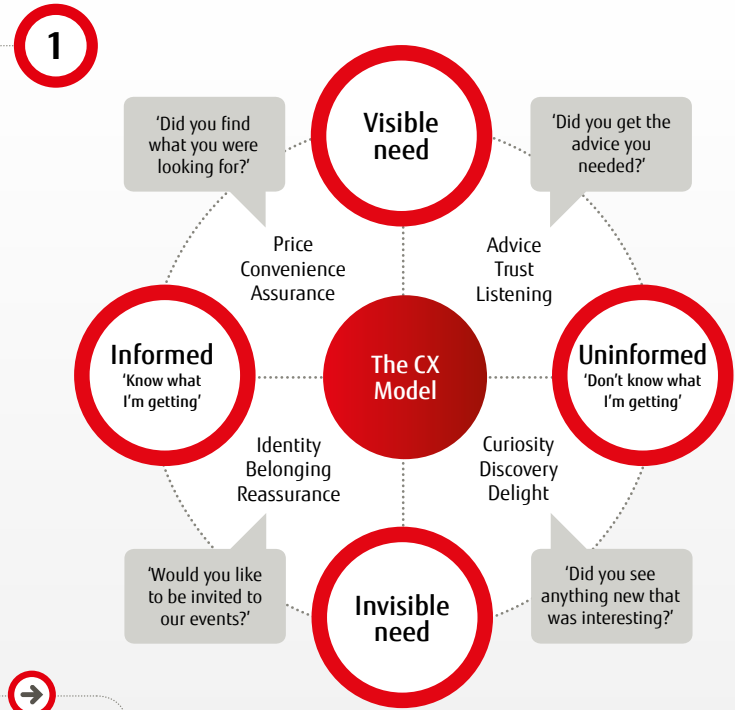 1
Visible
need
‘Did you find
what you were
looking for?’
‘Did you get the
advice you
needed?’
Price
Convenience
Assurance
Advice
Trust
Listening
Informed
‘Know what
I’m getting’
The CX
Model
Uninformed
‘Don’t know what
I’m getting’
Identity
Belonging
Reassurance
Curiosity
Discovery
Delight
‘Would you like
to be invited to
our events?’
Invisible
need
‘Did you see
anything new that
was interesting?’